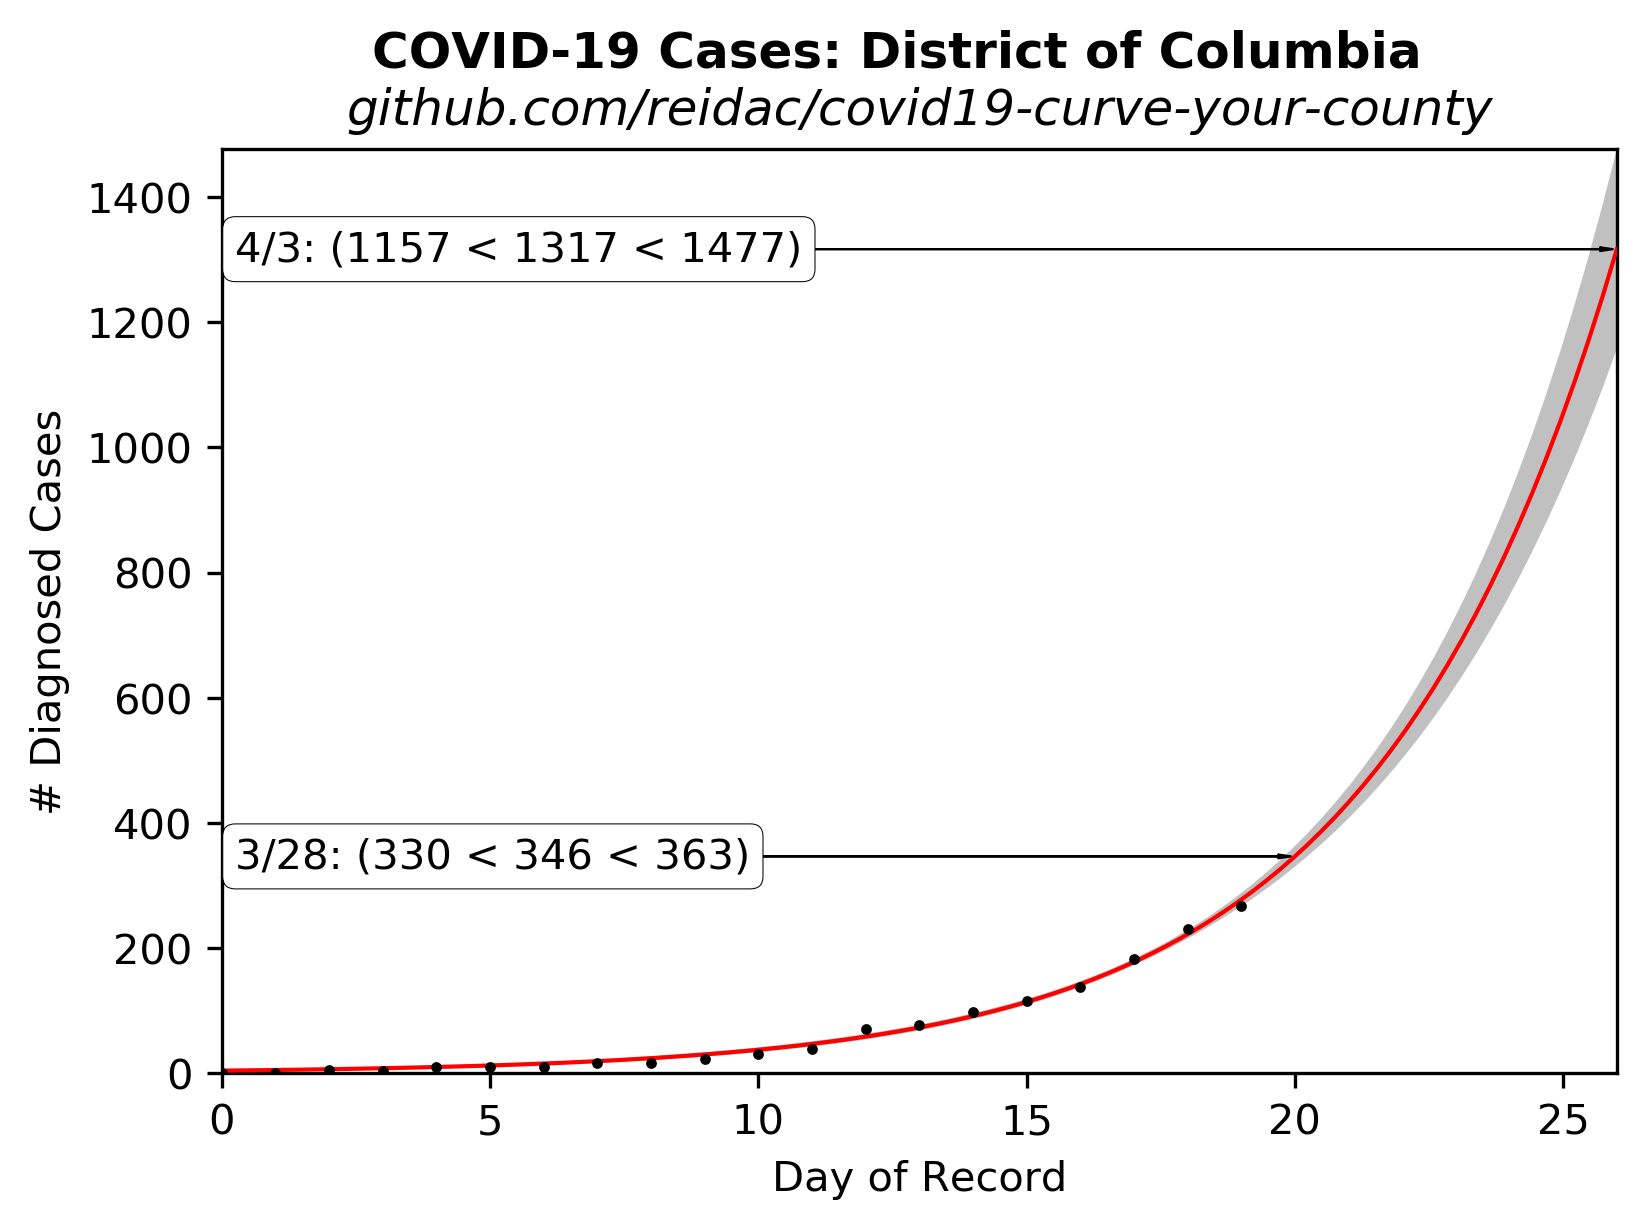 COVID-19 Cases: District of Columbia
github.com/reidac/covid19-curve-your-county
# Diagnosed Cases
1400
1200
1000
800
600
400
200
0
4/3: (1157 < 1317 < 1477)
3/28: (330 < 346 < 363)
0 5 10 15 20 25
Day of Record